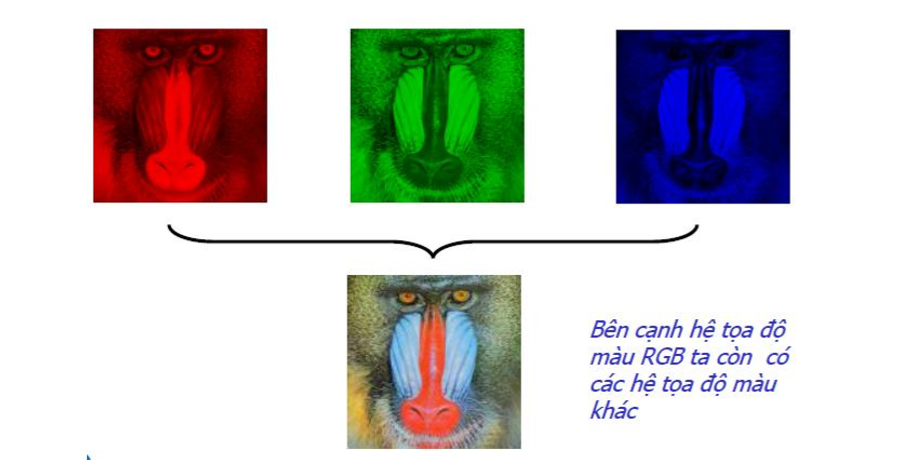 Bên cạnh hệ tọa độ
màu RGB ta còn có
các hệ tọa độ màu
khác